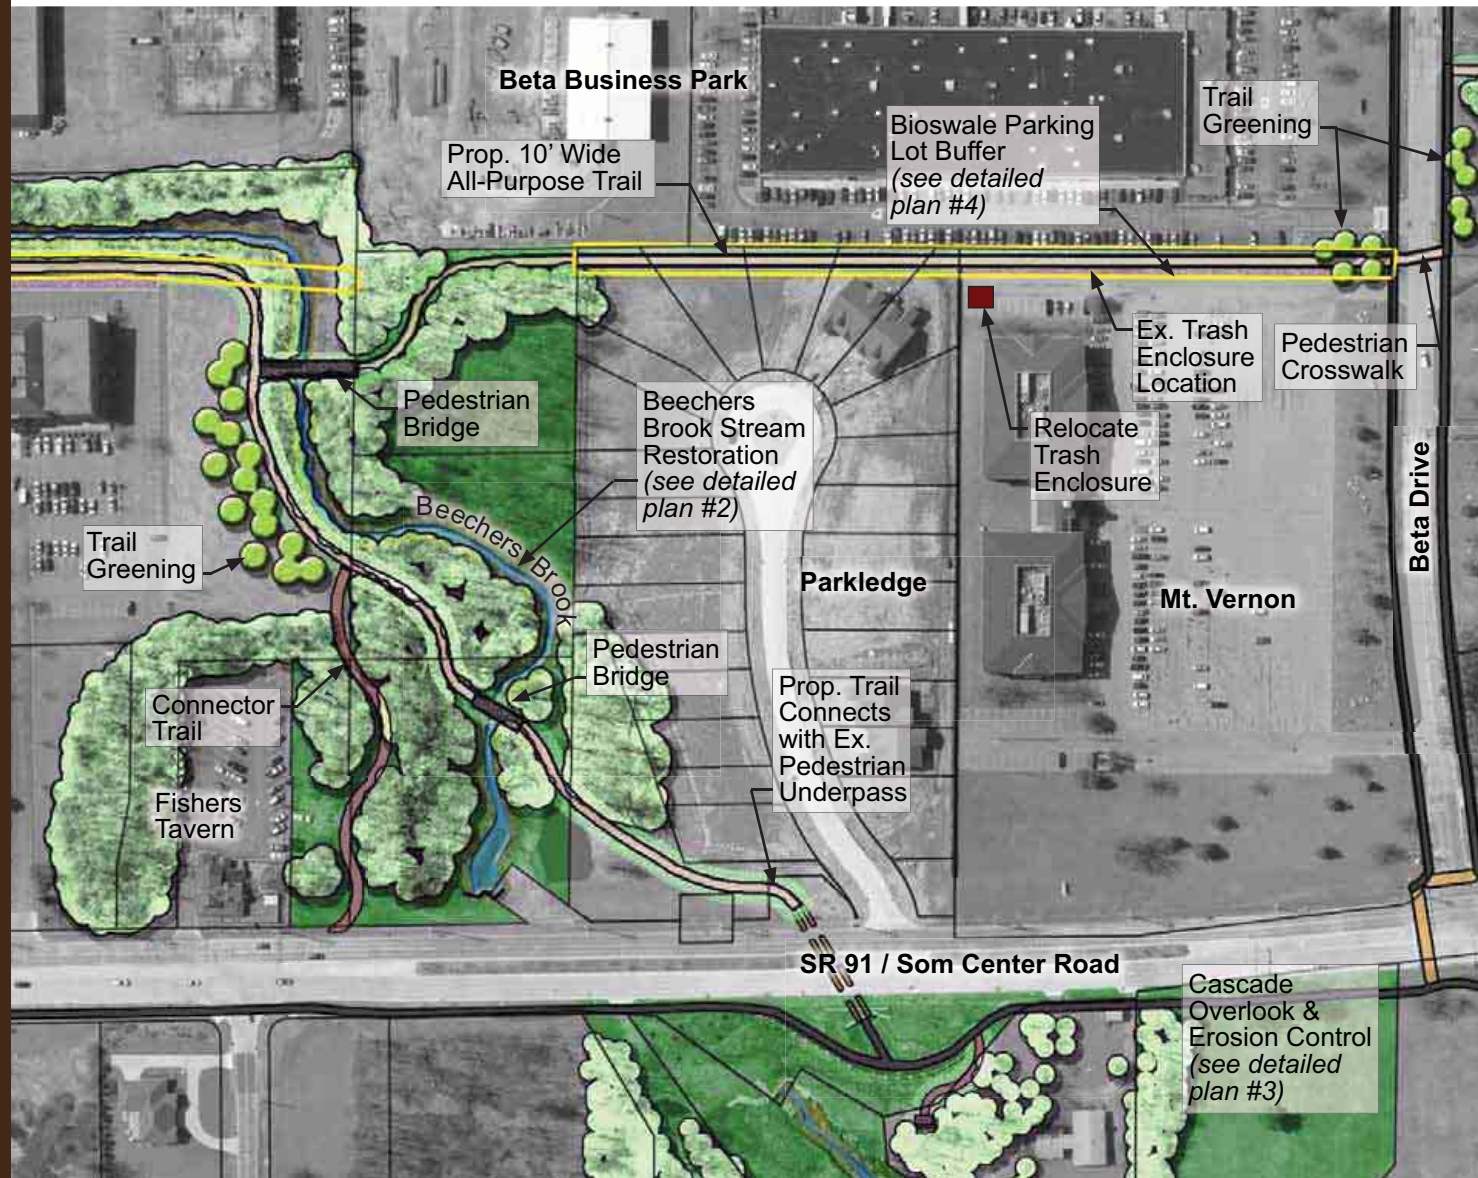 Beta Business Park
Trail
Greening
Bioswale Parking
Lot Buffer
(see detailed
plan #4)
Prop. 10’ Wide
All-Purpose Trail
Ex. Trash
Enclosure
Location
Pedestrian
Crosswalk
Pedestrian
Bridge
Beechers
Brook Stream
Restoration
(see detailed
plan #2)
Relocate
Trash
Enclosure
Beta Drive
Beechers Brook
Trail
Greening
Parkledge
Mt. Vernon
Pedestrian
Bridge
Connector
Trail
Prop. Trail
Connects
with Ex.
Pedestrian
Underpass
Fishers
Tavern
SR 91 / Som Center Road
Cascade
Overlook &
Erosion Control
(see detailed
plan #3)